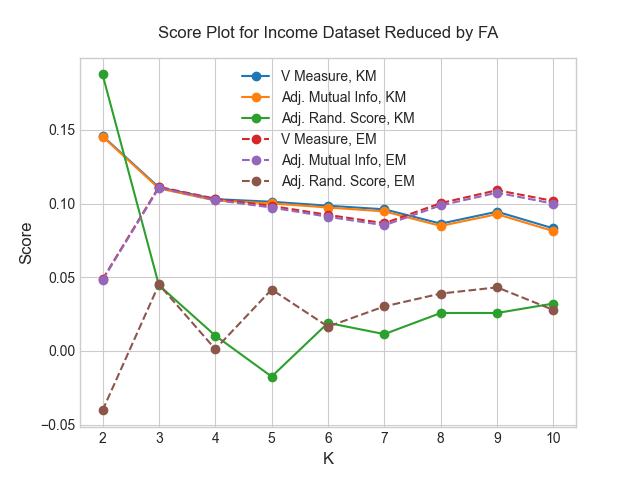 Score Plot for Income Dataset Reduced by FA
V Measure, KM
Adj. Mutual Info, KM
Adj. Rand. Score, KM
V Measure, EM
Adj. Mutual Info, EM
Adj. Rand. Score, EM
Score
0.15
0.10
0.05
0.00
−0.05
2 3 4 5 6 7 8 9 10
K